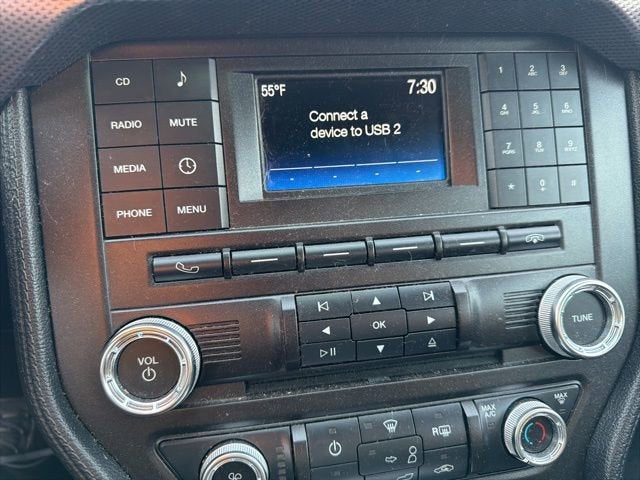 55°F 7:30
Connect a
device to USB 2
CD
RADIO MUTE
MEDIA
PHONE MENU
1 2 ABC 3 DEF
4 GHI 5 JKL 6 MNO
7 PQRS 8 TUV 9 WXYZ
* 0 #
OK
VOL
TUNE
MAX A/C
MAX
R